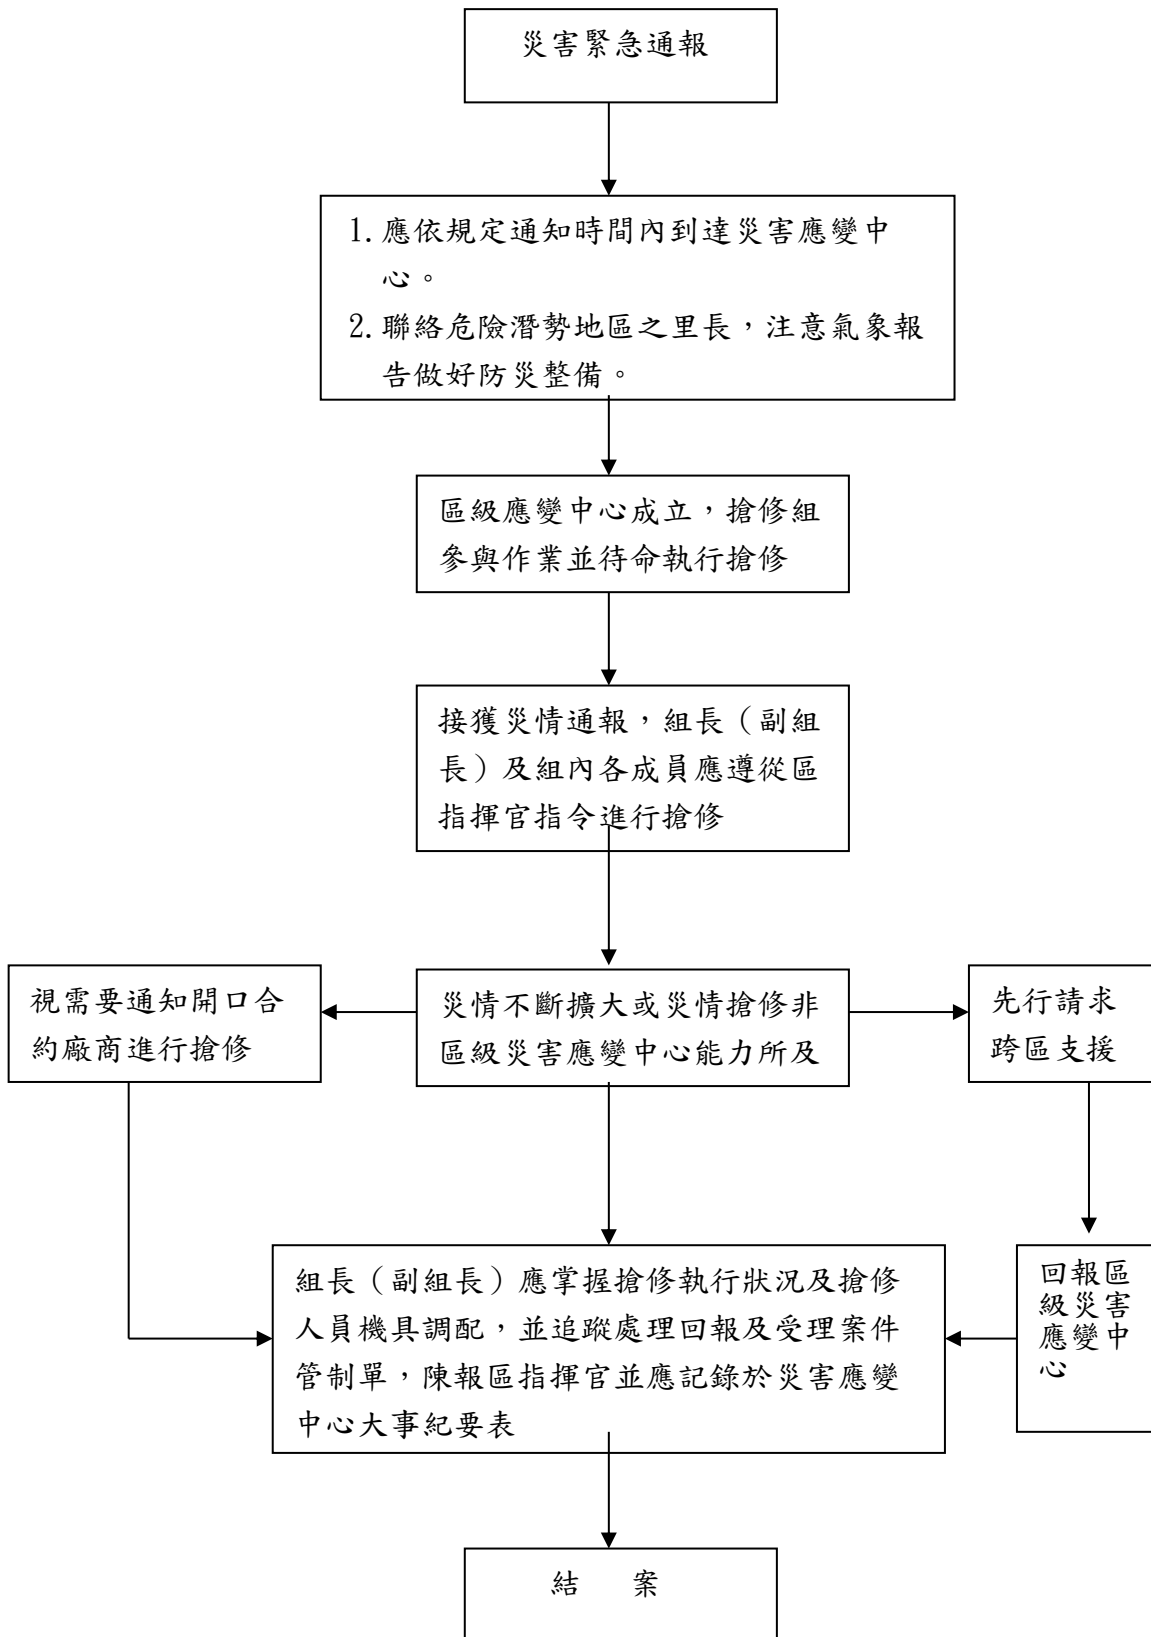 災害緊急通報
1. 應依規定通知時間內到達災害應變中
心。
2. 聯絡危險潛勢地區之里長，注意氣象報
告做好防災整備。
區級應變中心成立，搶修組
參與作業並待命執行搶修
接獲災情通報，組長（副組
長）及組內各成員應遵從區
指揮官指令進行搶修
視需要通知開口合
約廠商進行搶修
災情不斷擴大或災情搶修非
區級災害應變中心能力所及
先行請求
跨區支援
組長（副組長）應掌握搶修執行狀況及搶修
人員機具調配，並追蹤處理回報及受理案件
管制單，陳報區指揮官並應記錄於災害應變
中心大事紀要表
回報區
級災害
應變中
心
結　案